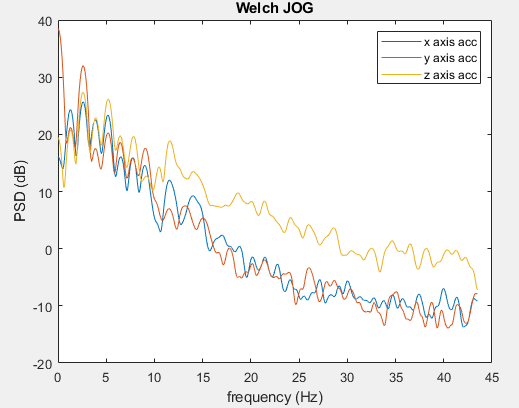 Welch JOG
40
30
20
10
0
-10
-20
PSD (dB)
x axis acc
y axis acc
z axis acc
0 5 10 15 20 25 30 35 40 45
frequency (Hz)